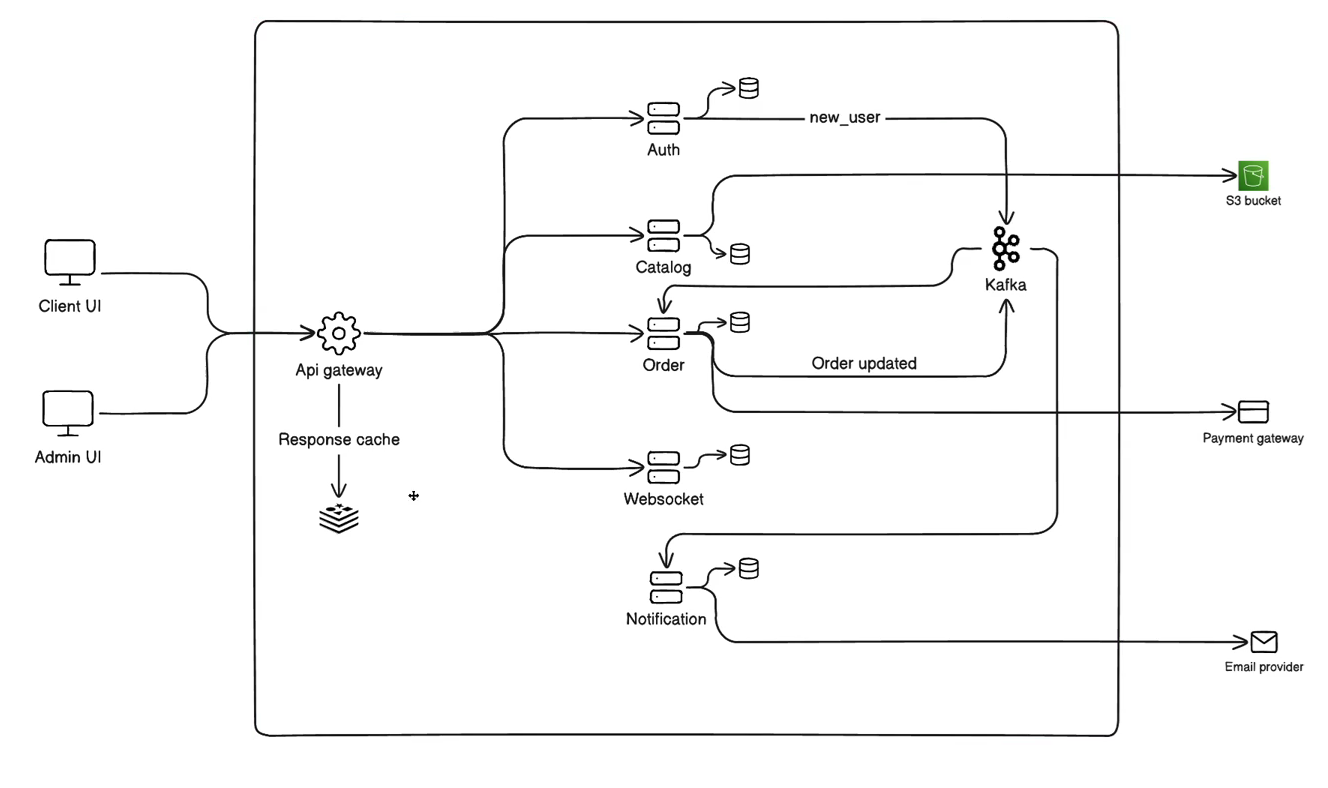 new_user
Auth
S3 bucket
Catalog
Kafka
Client UI
Api gateway
Order
Order updated
Response cache
Payment gateway
Admin UI
Websocket
Notification
Email provider